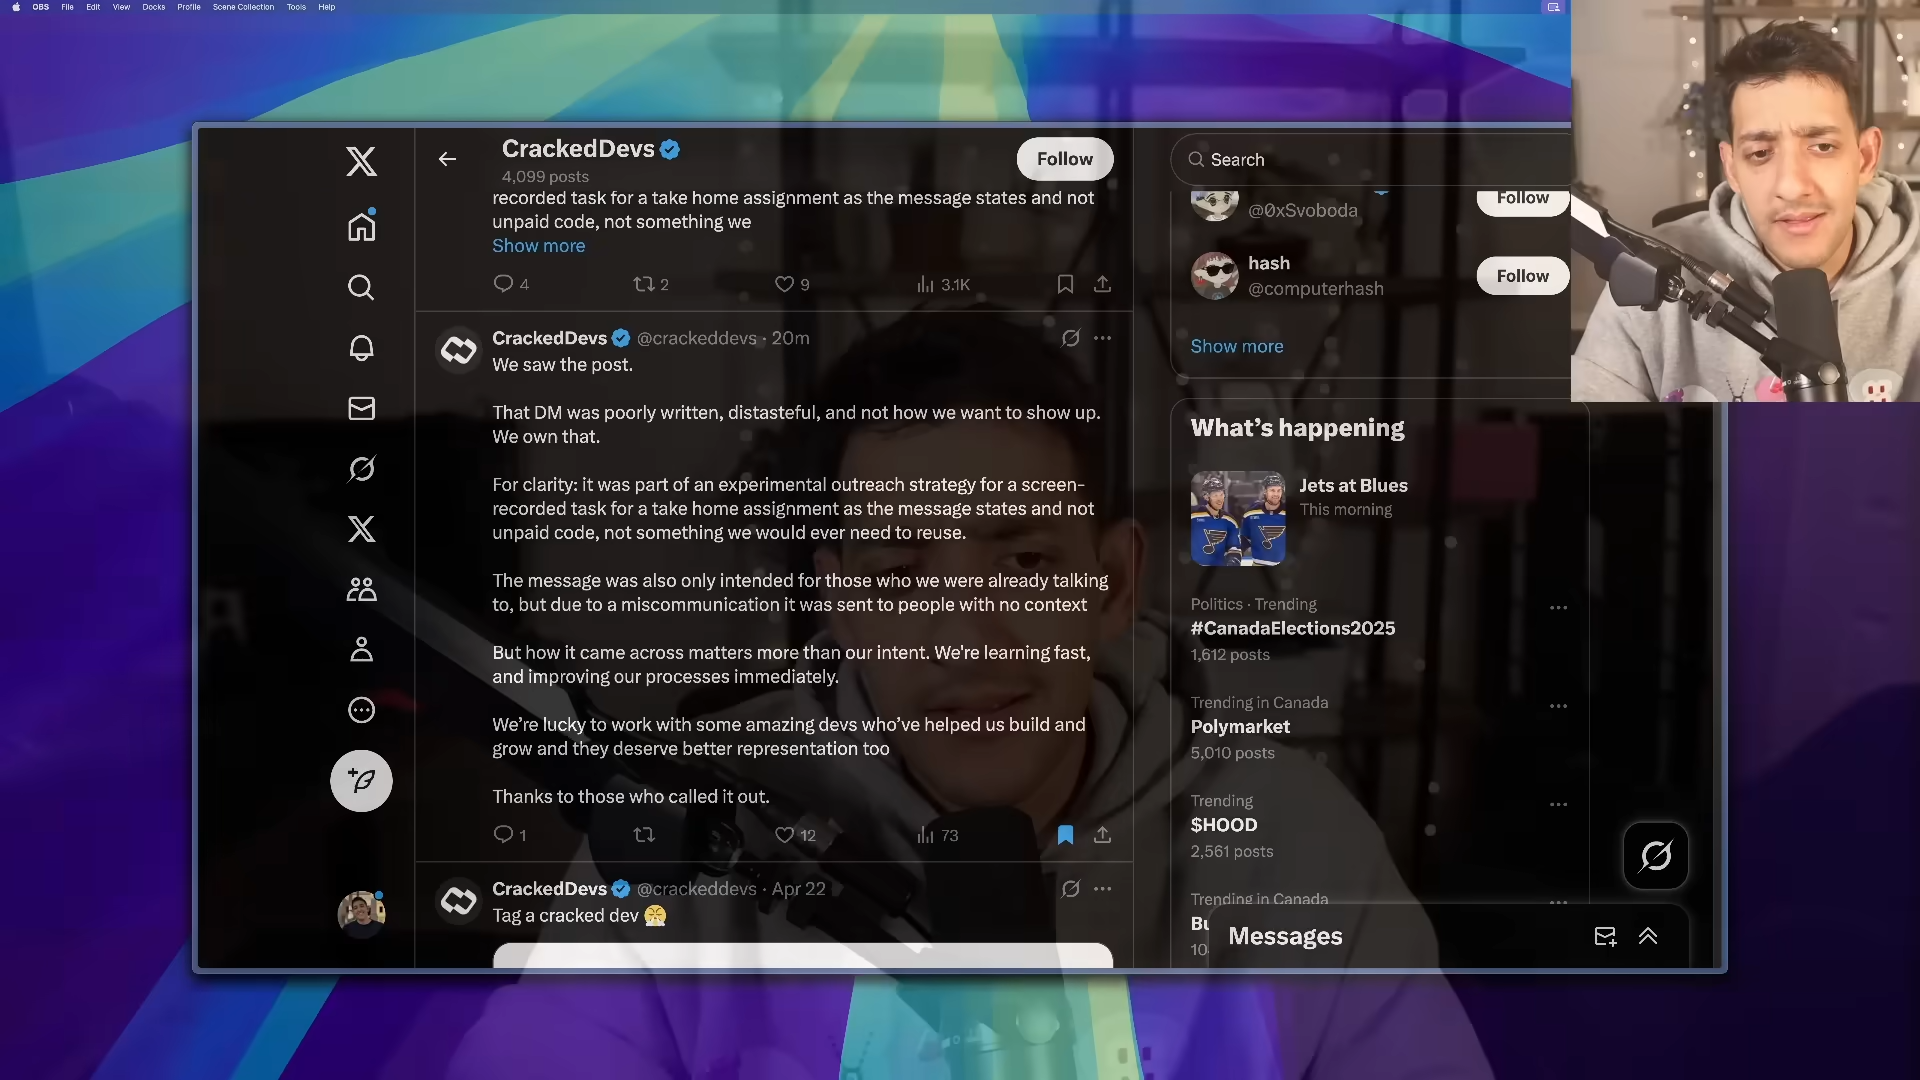 OBS File Edit View Docks Profile Scene Collection Tools Help
CrackedDevs
4,099 posts
Follow
recorded task for a take home assignment as the message states and not
unpaid code, not something we
Show more
4 2 9 3.1K
CrackedDevs @crackeddevs · 20m
We saw the post.
That DM was poorly written, distasteful, and not how we want to show up.
We own that.
For clarity: it was part of an experimental outreach strategy for a screen-
recorded task for a take home assignment as the message states and not
unpaid code, not something we would ever need to reuse.
The message was also only intended for those who we were already talking
to, but due to a miscommunication it was sent to people with no context
But how it came across matters more than our intent. We're learning fast,
and improving our processes immediately.
We’re lucky to work with some amazing devs who’ve helped us build and
grow and they deserve better representation too
Thanks to those who called it out.
1 12 73
CrackedDevs @crackeddevs · Apr 22
Tag a cracked dev
Search
@0xSvoboda
Follow
hash
@computerhash
Follow
Show more
What’s happening
Jets at Blues
This morning
Politics · Trending
#CanadaElections2025
1,612 posts
Trending in Canada
Polymarket
5,010 posts
Trending
$HOOD
2,561 posts
Trending in Canada
Messages